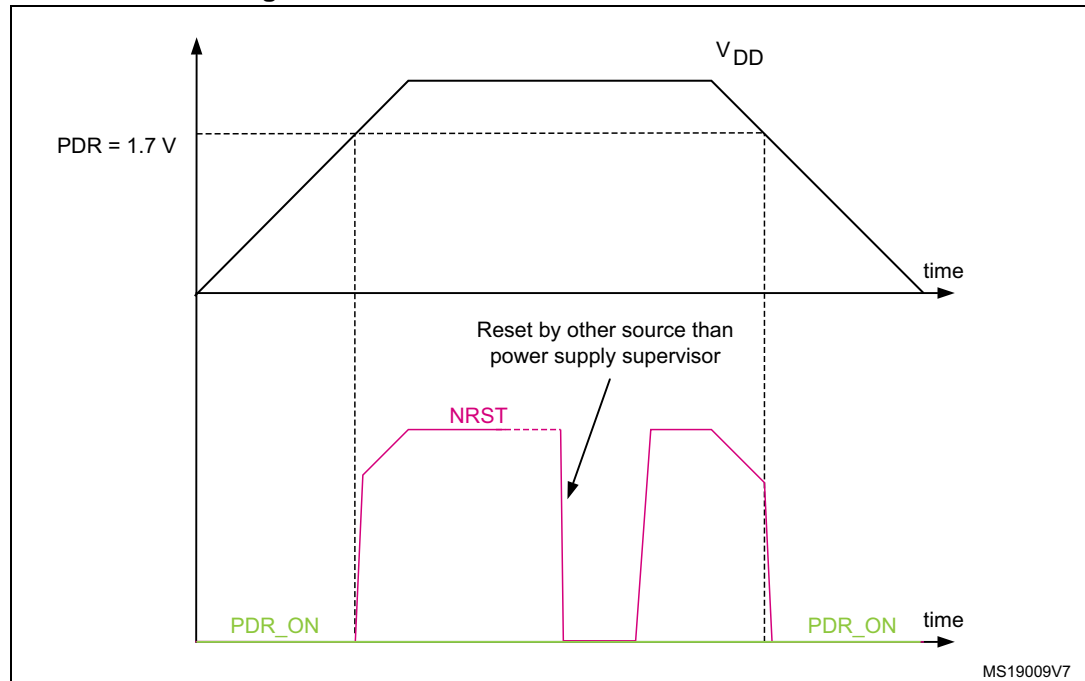 V DD
PDR = 1.7 V
time
Reset by other source than
power supply supervisor
NRST
PDR_ON
PDR_ON
time
MS19009V7